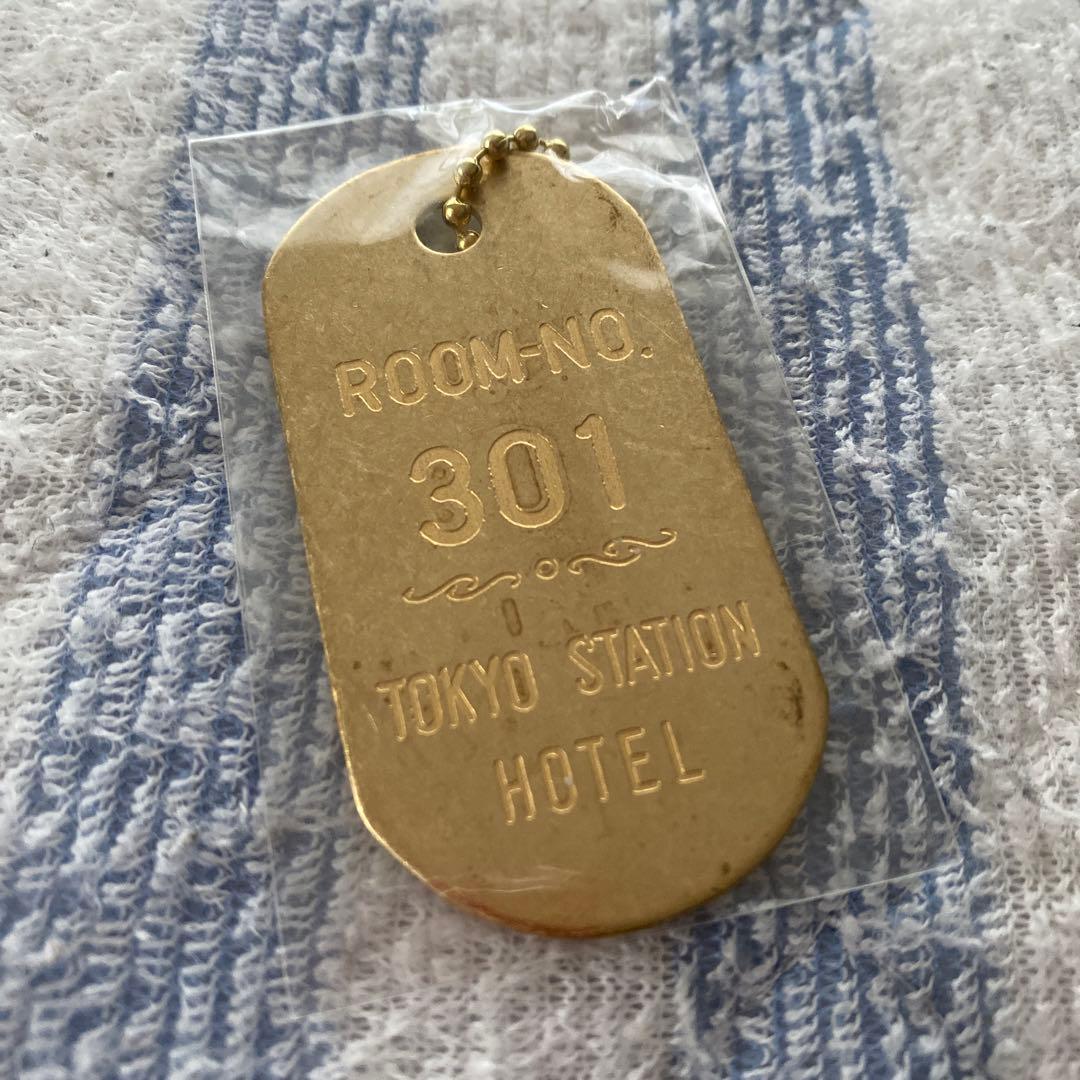 ROOM-NO.
301
TOKYO STATION
HOTEL